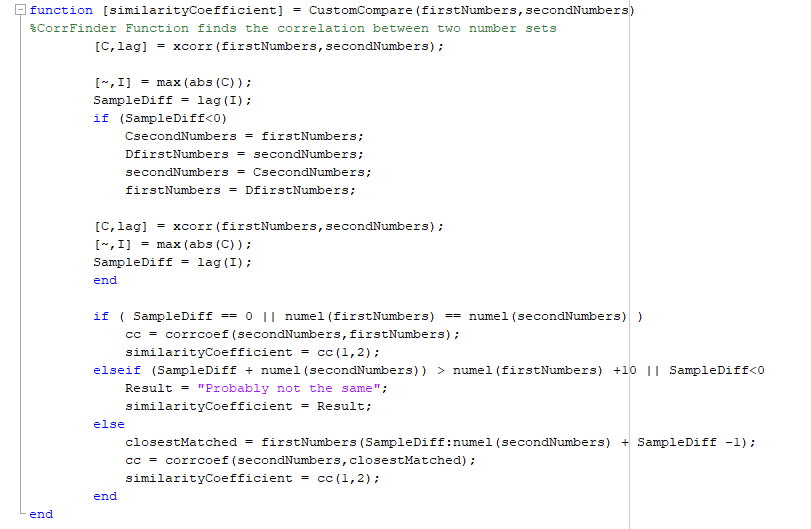 function [similarityCoefficient] = CustomCompare(firstNumbers,secondNumbers)
%CorrFinder Function finds the correlation between two number sets
[C,lag] = xcorr(firstNumbers,secondNumbers);
[~,I] = max(abs(C));
SampleDiff = lag(I);
if (SampleDiff<0)
CsecondNumbers = firstNumbers;
DfirstNumbers = secondNumbers;
secondNumbers = CsecondNumbers;
firstNumbers = DfirstNumbers;
[C,lag] = xcorr(firstNumbers,secondNumbers);
[~,I] = max(abs(C));
SampleDiff = lag(I);
end
if ( SampleDiff == 0 || numel(firstNumbers) == numel(secondNumbers) )
cc = corrcoef(secondNumbers,firstNumbers);
similarityCoefficient = cc(1,2);
elseif (SampleDiff + numel(secondNumbers)) > numel(firstNumbers) +10 || SampleDiff<0
Result = "Probably not the same";
similarityCoefficient = Result;
else
closestMatched = firstNumbers(SampleDiff:numel(secondNumbers) + SampleDiff -1);
cc = corrcoef(secondNumbers,closestMatched);
similarityCoefficient = cc(1,2);
end
end